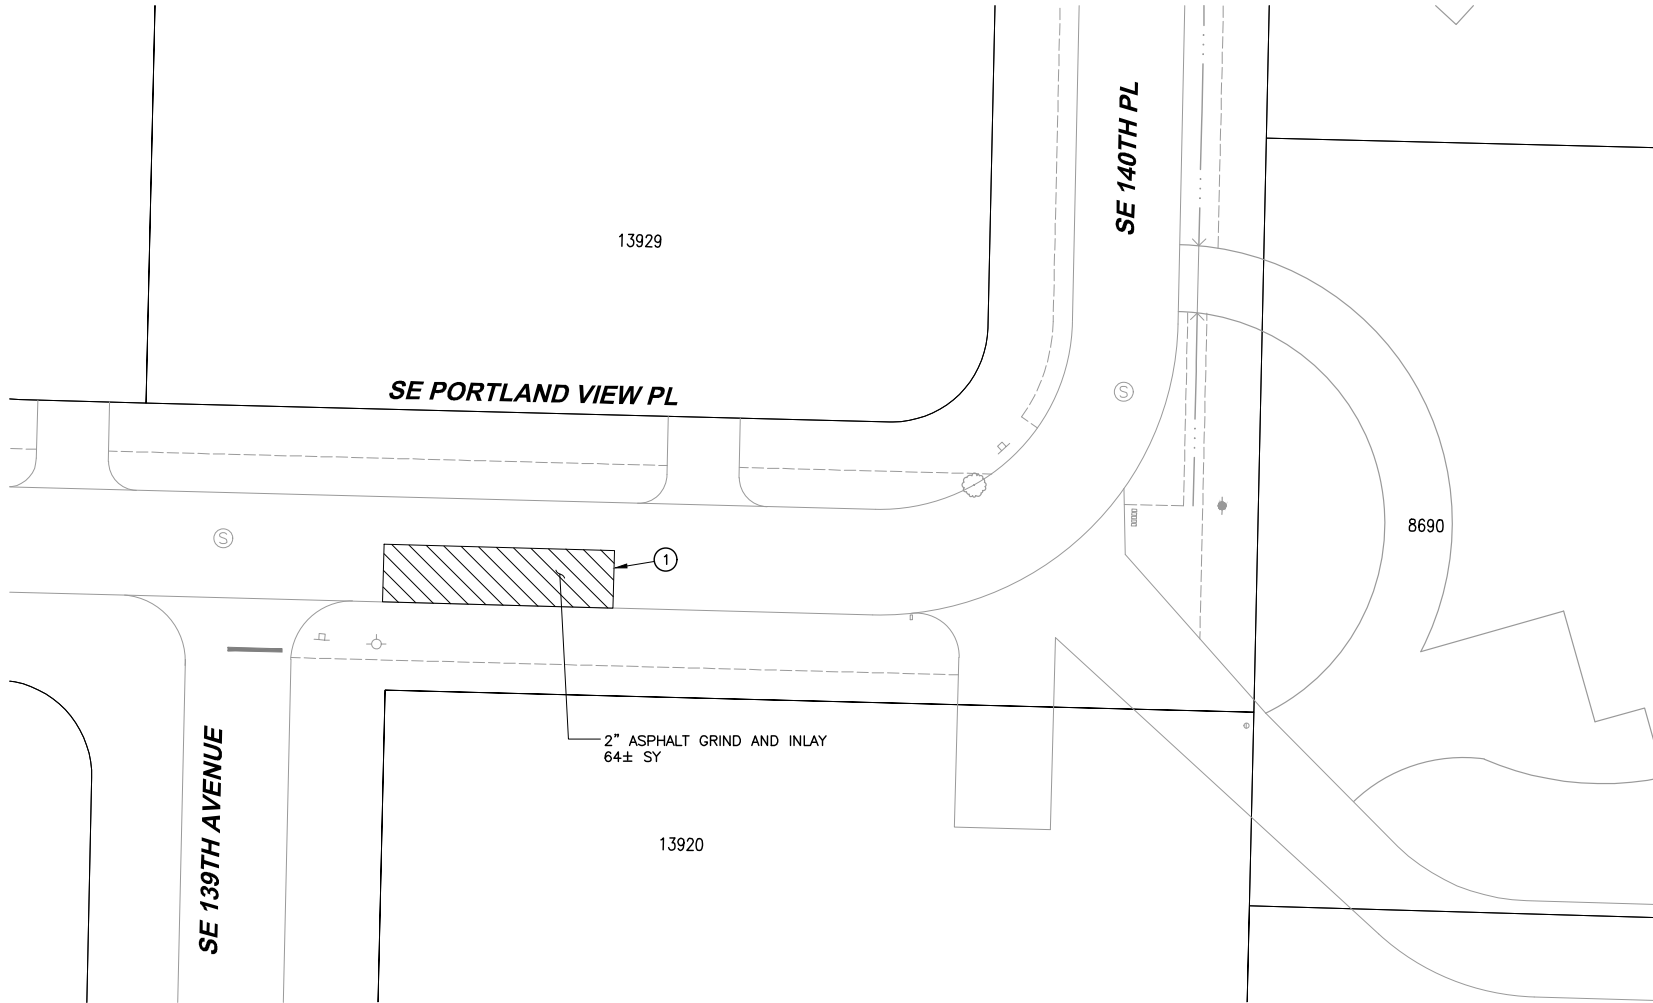 SE 140TH PL
13929
SE PORTLAND VIEW PL
S
8690
S
1
2" ASPHALT GRIND AND INLAY
64± SY
SE 139TH AVENUE
13920